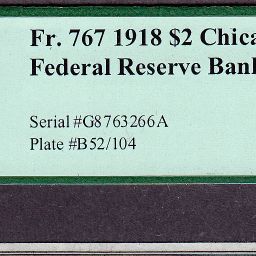 Fr. 767 1918 $2 Chica
Federal Reserve Bank
Serial #G8763266A
Plate #B52/104